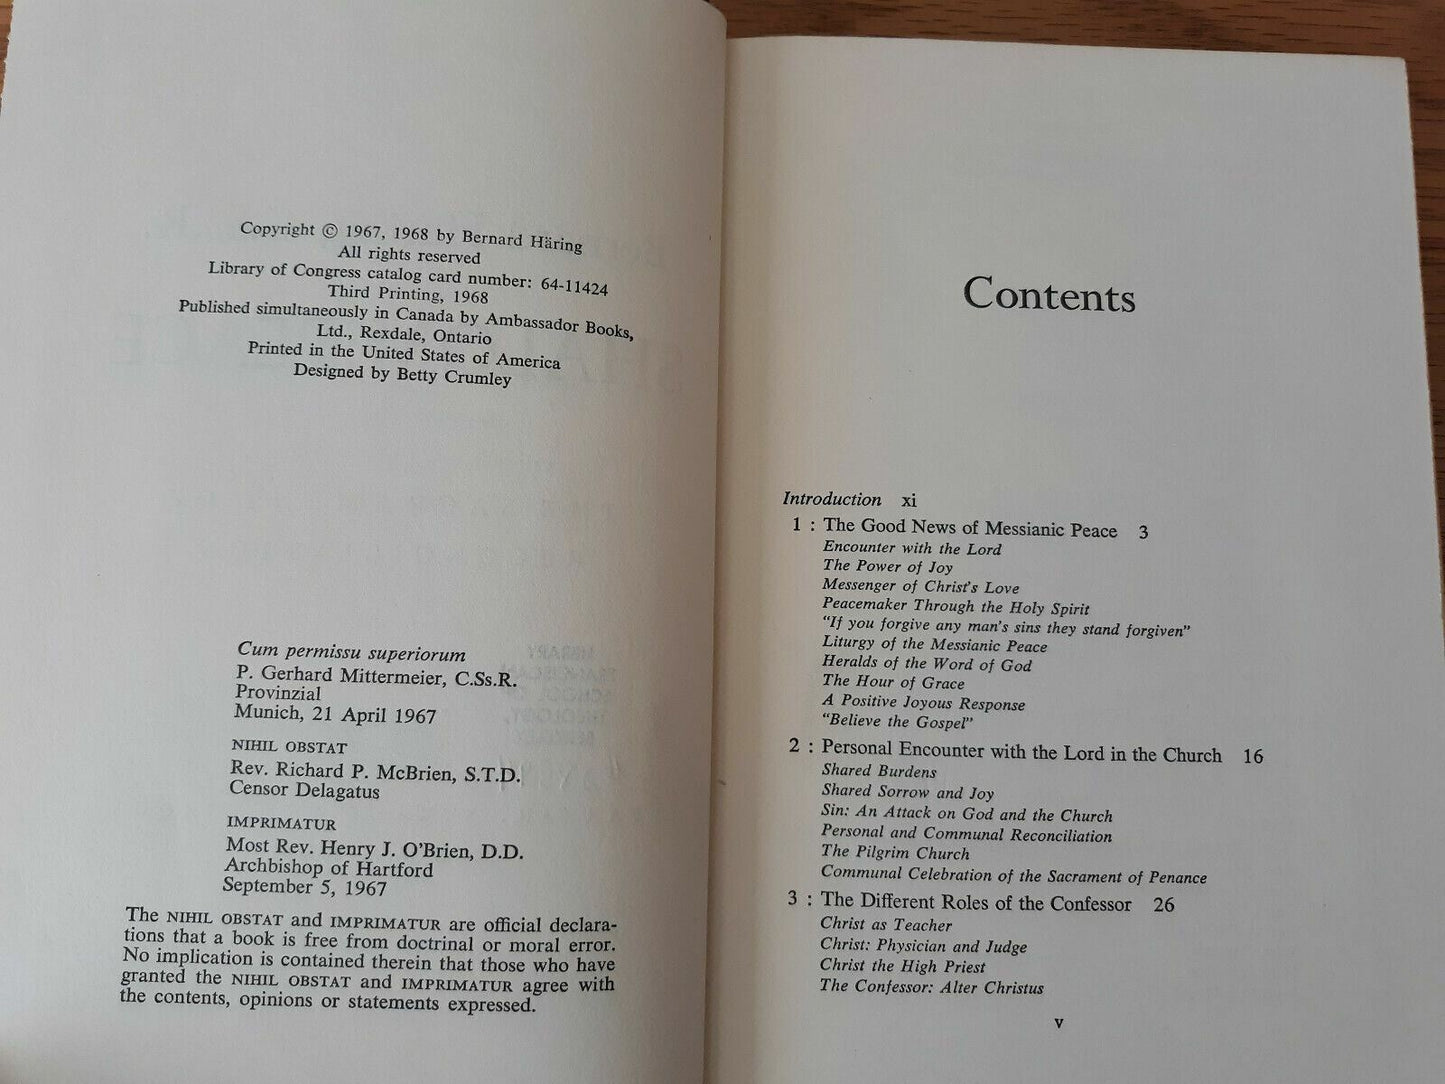 Copyright © 1967, 1968 by Bernard Häring
All rights reserved
Library of Congress catalog card number: 64-11424
Third Printing, 1968
Published simultaneously in Canada by Ambassador Books,
Ltd., Rexdale, Ontario
Printed in the United States of America
Designed by Betty Crumley
Cum permissu superiorum
P. Gerhard Mittermeier, C.Ss.R.
Provinzial
Munich, 21 April 1967
NIHIL OBSTAT
Rev. Richard P. McBrien, S.T.D.
Censor Delagatus
IMPRIMATUR
Most Rev. Henry J. O'Brien, D.D.
Archbishop of Hartford
September 5, 1967
The NIHIL OBSTAT and IMPRIMATUR are official declara-
tions that a book is free from doctrinal or moral error.
No implication is contained therein that those who have
granted the NIHIL OBSTAT and IMPRIMATUR agree with
the contents, opinions or statements expressed.
Contents
Introduction xi
1 : The Good News of Messianic Peace 3
Encounter with the Lord
The Power of Joy
Messenger of Christ's Love
Peacemaker Through the Holy Spirit
"If you forgive any man's sins they stand forgiven"
Liturgy of the Messianic Peace
Heralds of the Word of God
The Hour of Grace
A Positive Joyous Response
"Believe the Gospel"
2 : Personal Encounter with the Lord in the Church 16
Shared Burdens
Shared Sorrow and Joy
Sin: An Attack on God and the Church
Personal and Communal Reconciliation
The Pilgrim Church
Communal Celebration of the Sacrament of Penance
3 : The Different Roles of the Confessor 26
Christ as Teacher
Christ: Physician and Judge
Christ the High Priest
The Confessor: Alter Christus
v